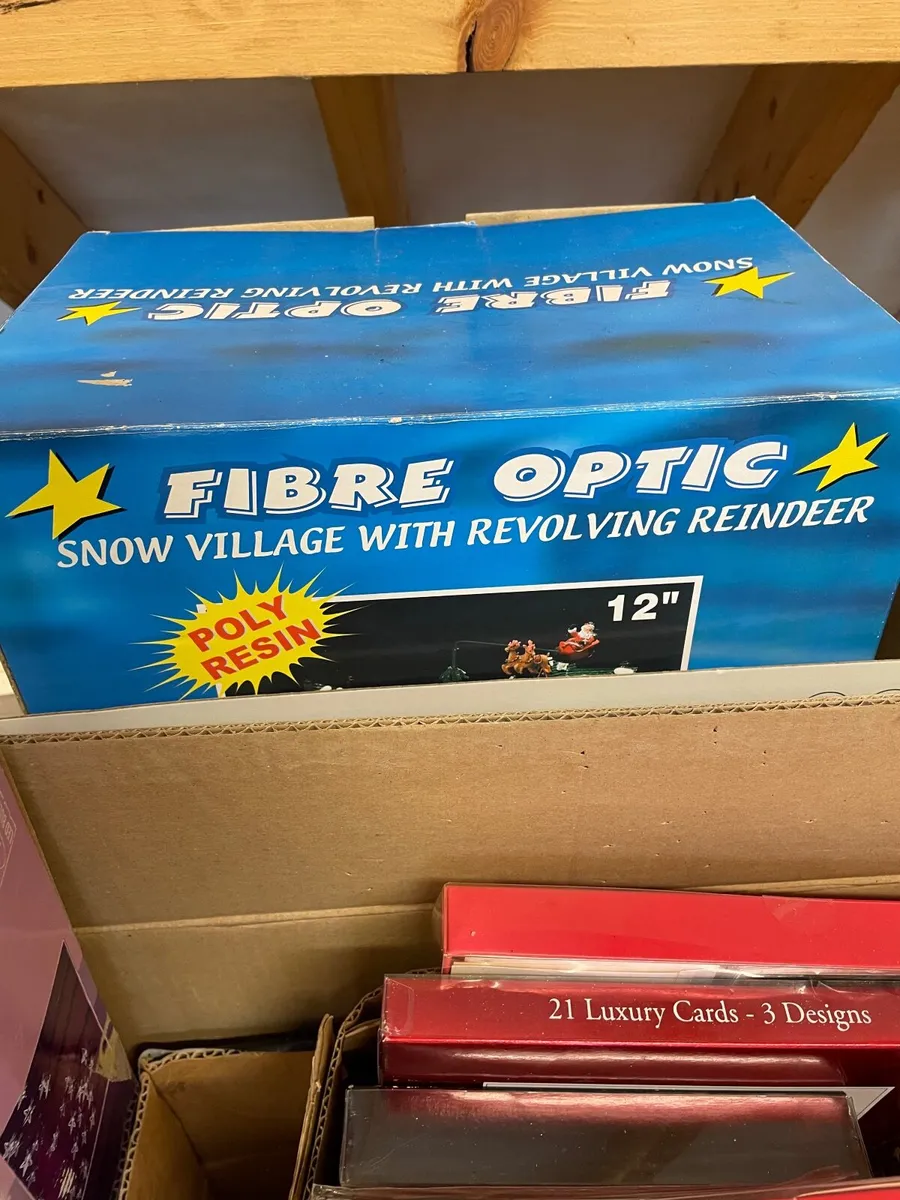 SNOW VILLAGE WITH REVOLVING REINDEER
FIBRE OPTIC
FIBRE OPTIC
SNOW VILLAGE WITH REVOLVING REINDEER
POLY
RESIN
12"
21 Luxury Cards - 3 Designs